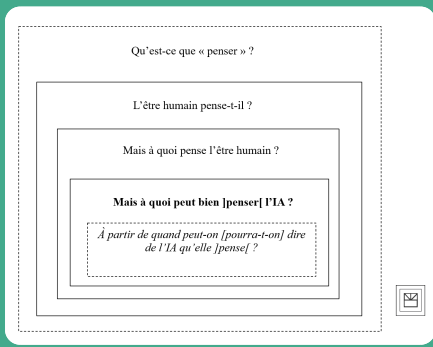 Qu’est-ce que « penser » ?
L’être humain pense-t-il ?
Mais à quoi pense l’être humain ?
Mais à quoi peut bien ]penser[ l’IA ?
À partir de quand peut-on [pourra-t-on] dire
de l’IA qu’elle ]pense[ ?